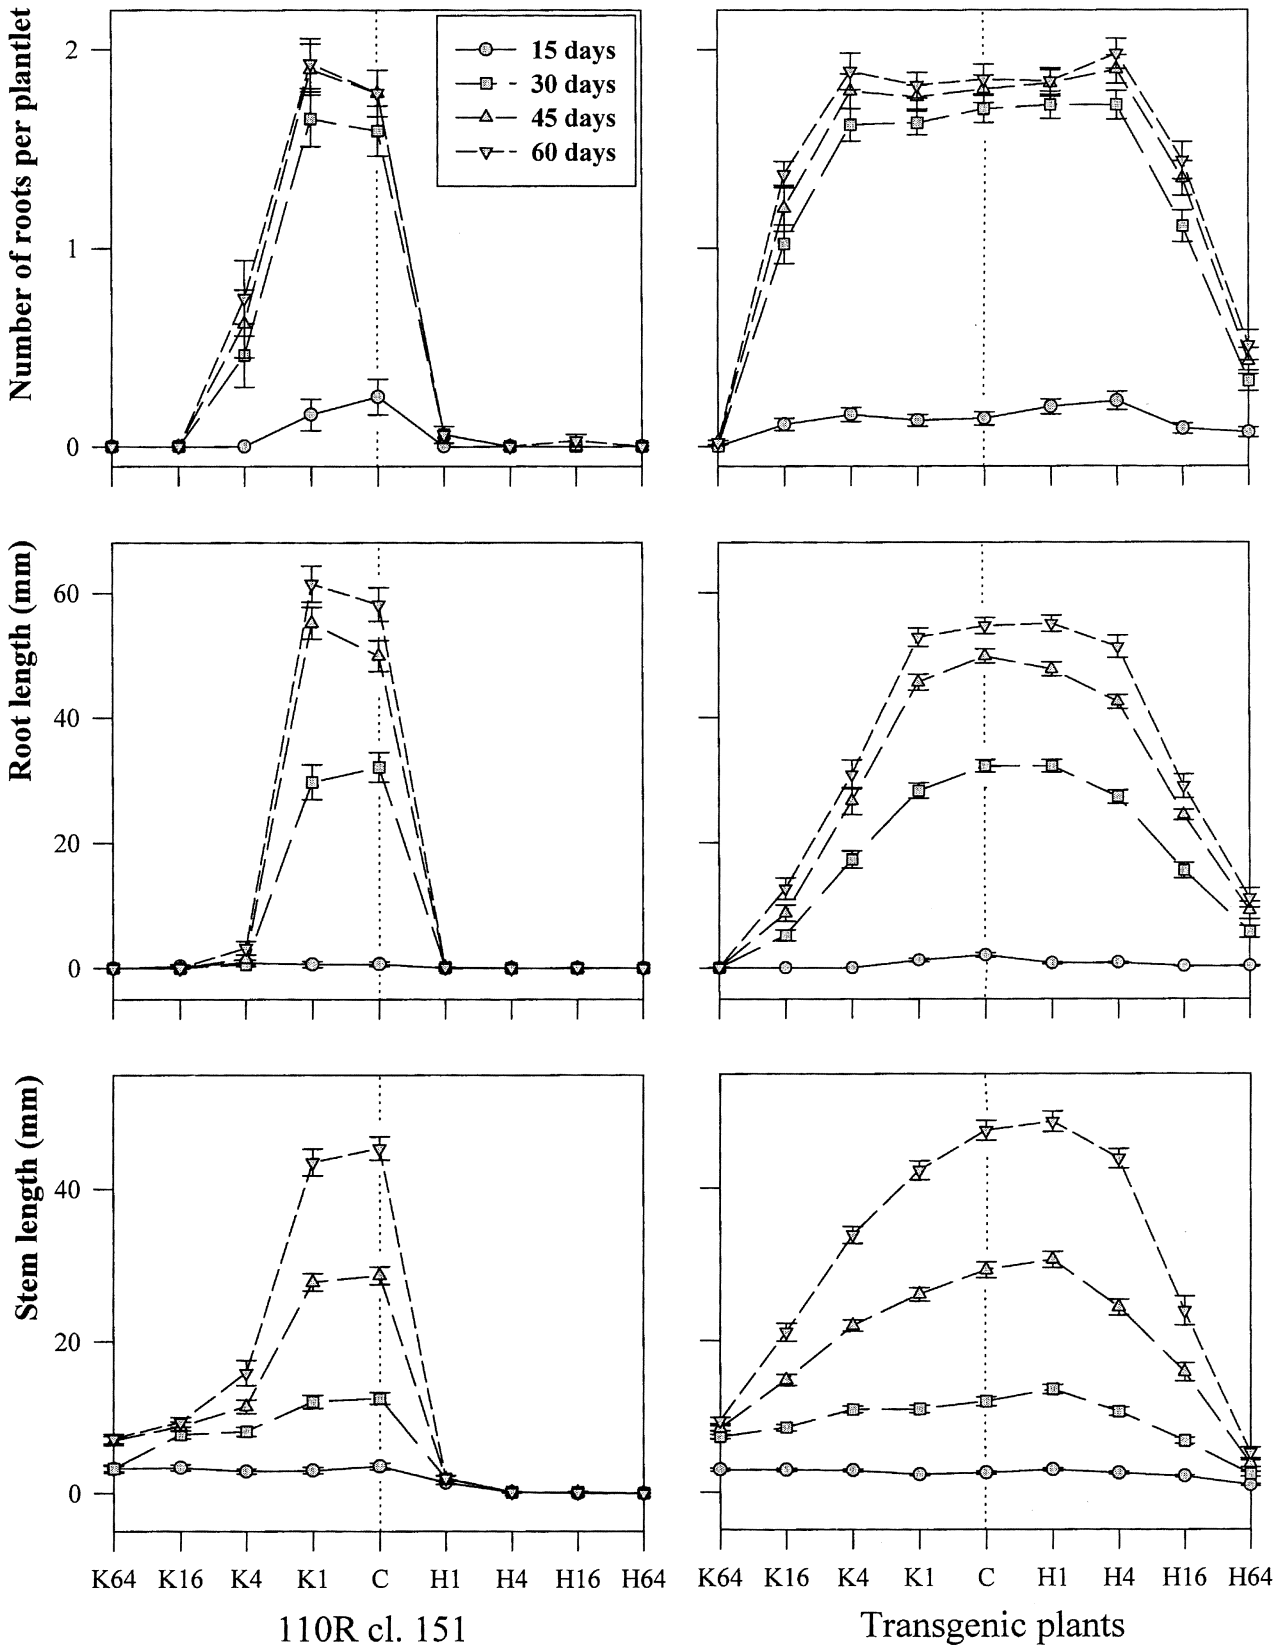 Number of roots per plantlet
2
1
0
15 days
30 days
45 days
60 days
Root length (mm)
60
40
20
0
Stem length (mm)
40
20
0
K64 K16 K4 K1 C H1 H4 H16 H64
K64 K16 K4 K1 C H1 H4 H16 H64
110R cl. 151
Transgenic plants